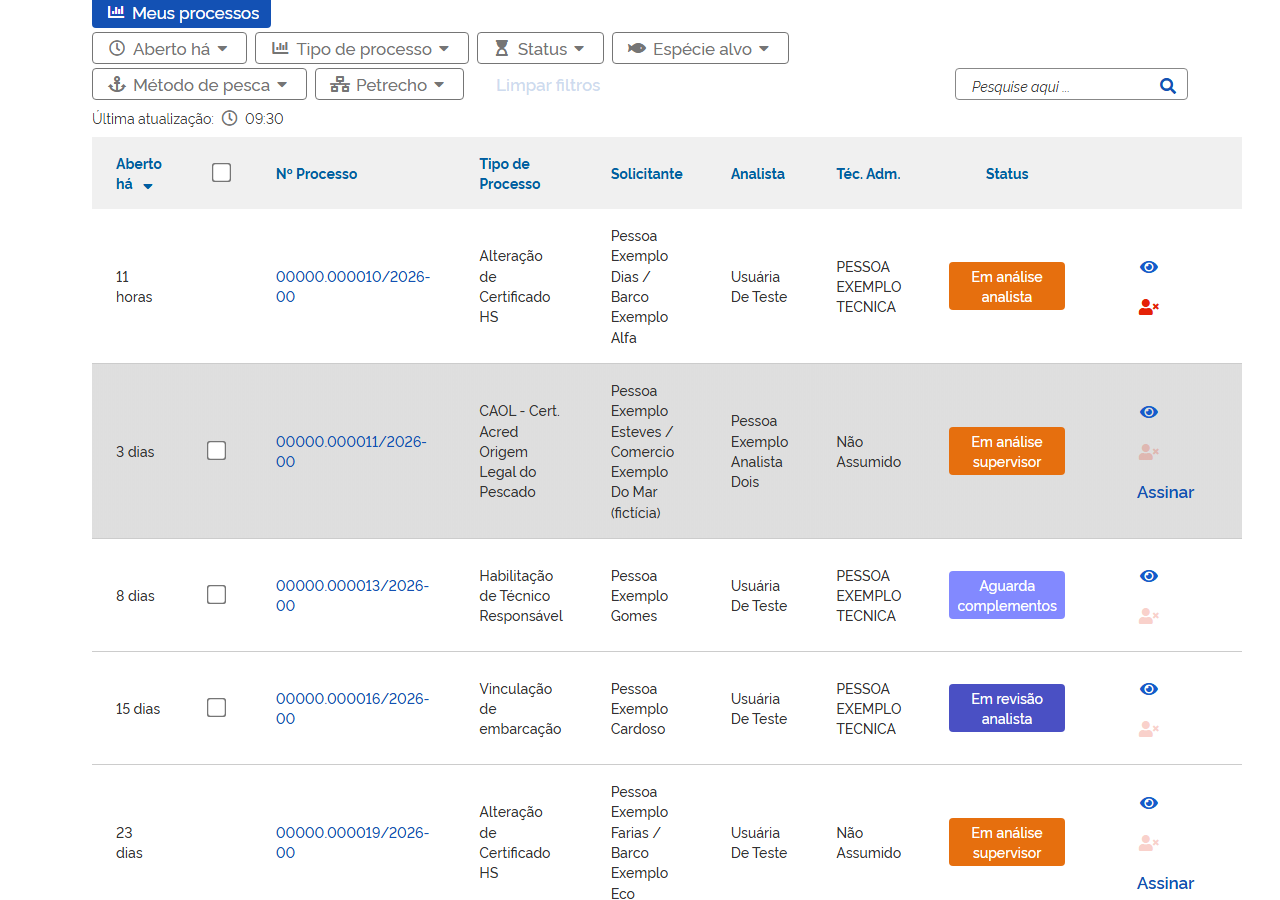 Meus processos
Aberto há
Tipo de processo
Status
Espécie alvo
Método de pesca
Petrecho
Limpar filtros
Pesquise aqui ...
Última atualização: 09:30
Aberto
há
Nº Processo
Tipo de
Processo
Solicitante
Analista
Téc. Adm.
Status
11
horas
00000.000010/2026-
00
Alteração
de
Certificado
HS
Pessoa
Exemplo
Dias /
Barco
Exemplo
Alfa
Usuária
De Teste
PESSOA
EXEMPLO
TECNICA
Em análise
analista
3 dias
00000.000011/2026-
00
CAOL - Cert.
Acred
Origem
Legal do
Pescado
Pessoa
Exemplo
Esteves /
Comercio
Exemplo
Do Mar
(fictícia)
Pessoa
Exemplo
Analista
Dois
Não
Assumido
Em análise
supervisor
Assinar
8 dias
00000.000013/2026-
00
Habilitação
de Técnico
Responsável
Pessoa
Exemplo
Gomes
Usuária
De Teste
PESSOA
EXEMPLO
TECNICA
Aguarda
complementos
15 dias
00000.000016/2026-
00
Vinculação
de
embarcação
Pessoa
Exemplo
Cardoso
Usuária
De Teste
PESSOA
EXEMPLO
TECNICA
Em revisão
analista
23
dias
00000.000019/2026-
00
Alteração
de
Certificado
HS
Pessoa
Exemplo
Farias /
Barco
Exemplo
Eco
Usuária
De Teste
Não
Assumido
Em análise
supervisor
Assinar